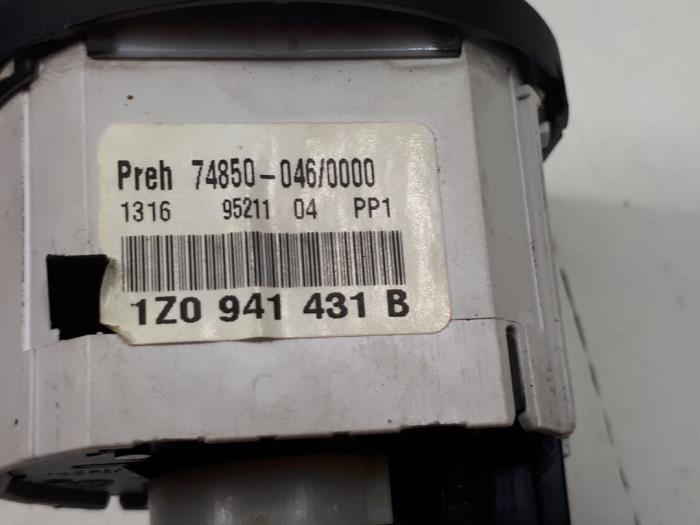 Preh 74850-046/0000
1316 95211 04 PP1
1Z0 941 431 B